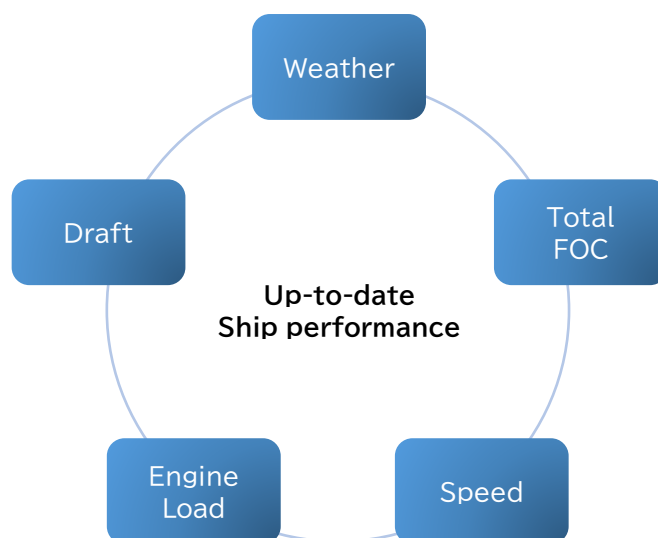 Weather
Total
FOC
Draft
Up-to-date
Ship performance
Engine
Load
Speed